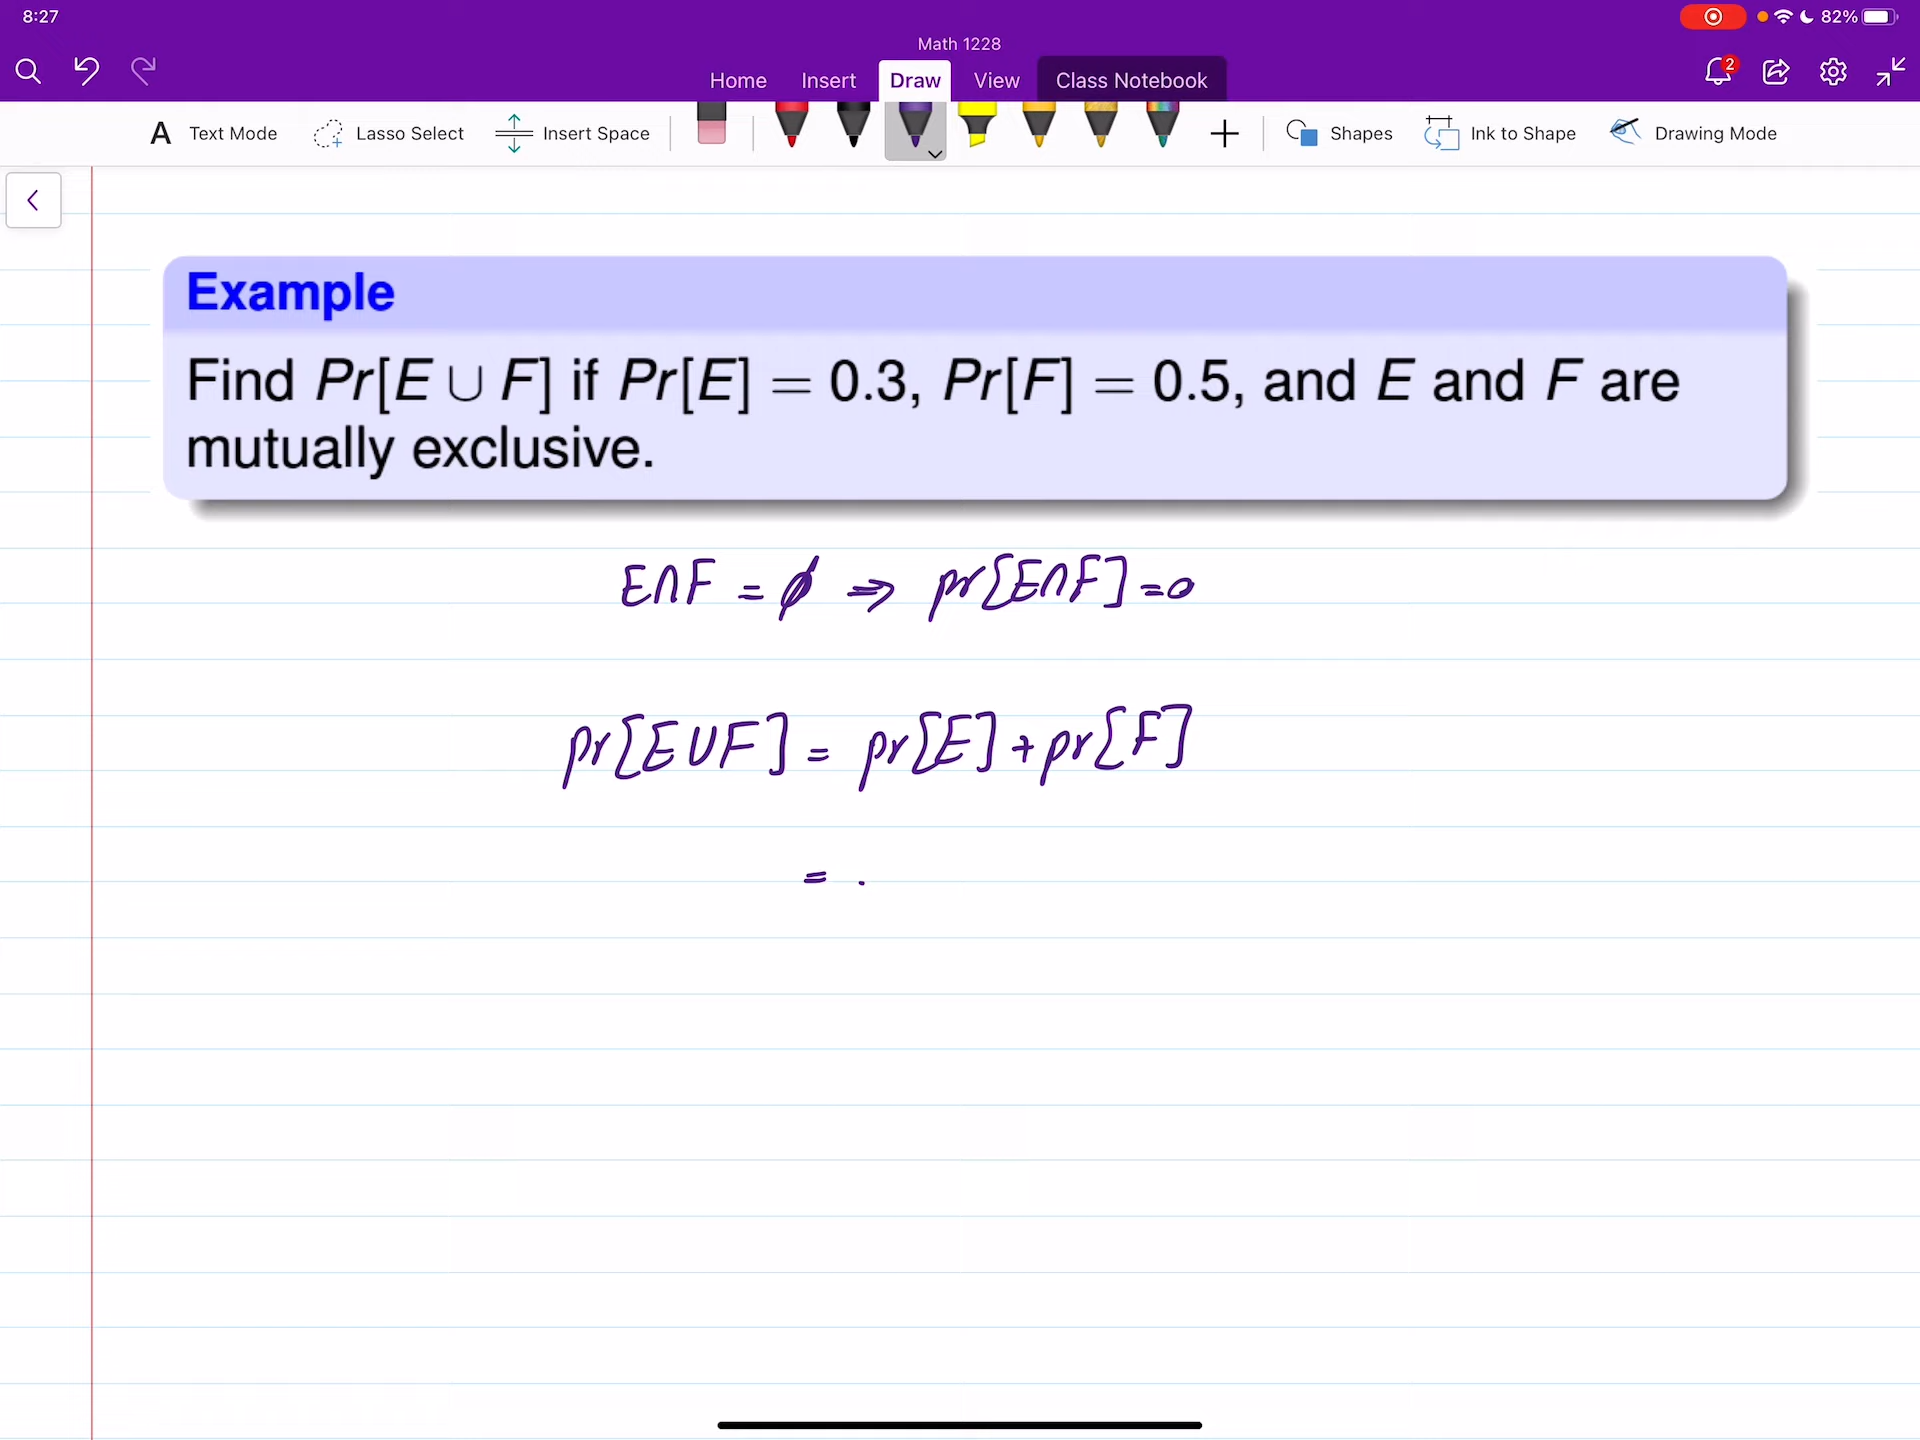 8:27
82%
Math 1228
Home Insert Draw View Class Notebook
2
A Text Mode Lasso Select Insert Space Shapes Ink to Shape Drawing Mode
Example
Find Pr[E ∪ F] if Pr[E] = 0.3, Pr[F] = 0.5, and E and F are
mutually exclusive.
E∩F = ∅ ⇒ pr[E∩F] = 0
pr[E∪F] = pr[E] + pr[F]
= .